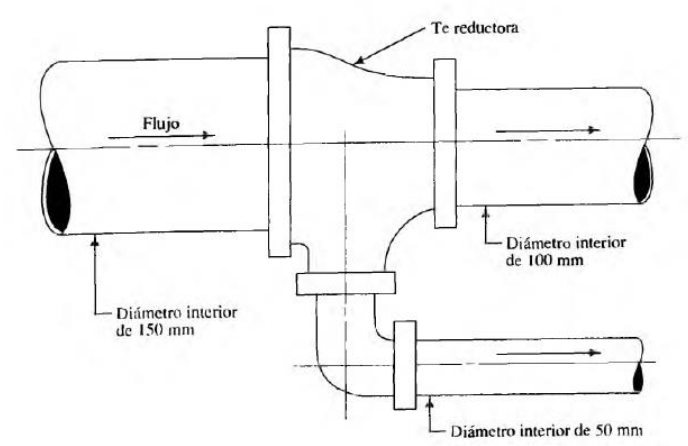 Te reductora
Flujo
Diámetro interior
de 100 mm
Diámetro interior
de 150 mm
Diámetro interior de 50 mm